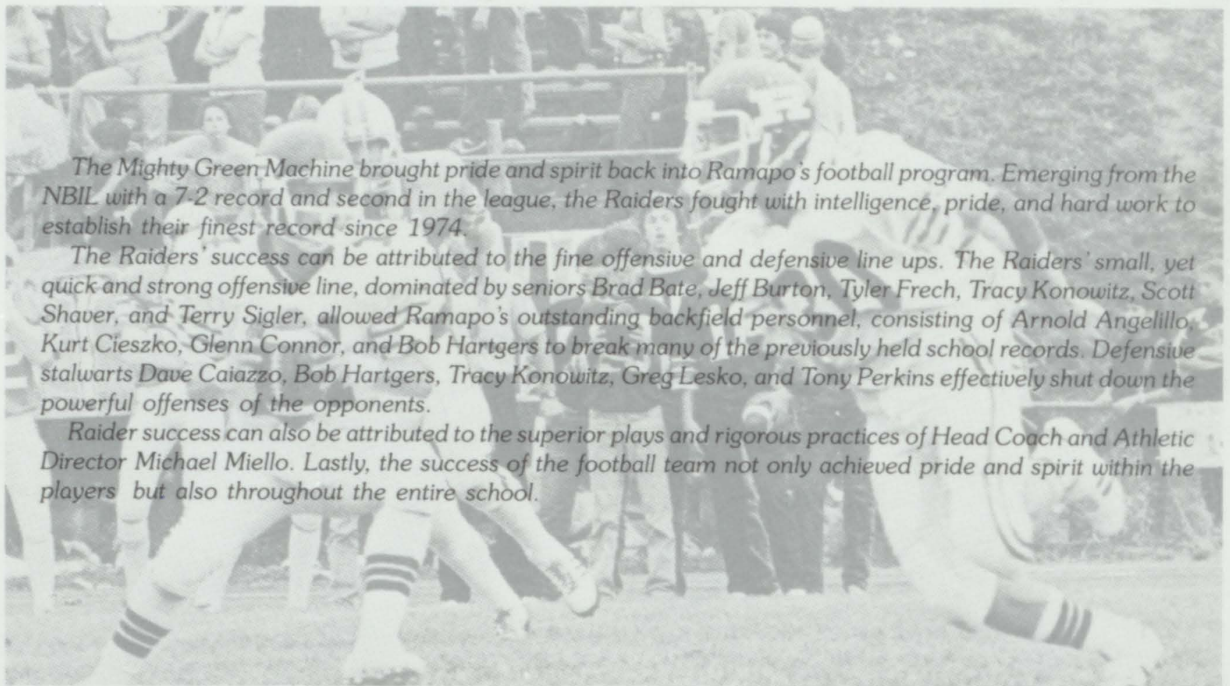 The Mighty Green Machine brought pride and spirit back into Ramapo's football program. Emerging from the
NBIL with a 7-2 record and second in the league, the Raiders fought with intelligence, pride, and hard work to
establish their finest record since 1974.
The Raiders' success can be attributed to the fine offensive and defensive line ups. The Raiders' small, yet
quick and strong offensive line, dominated by seniors Brad Bate, Jeff Burton, Tyler Frech, Tracy Konowitz, Scott
Shaver, and Terry Sigler, allowed Ramapo's outstanding backfield personnel, consisting of Arnold Angelillo,
Kurt Cieszko, Glenn Connor, and Bob Hartgers to break many of the previously held school records. Defensive
stalwarts Dave Caiazzo, Bob Hartgers, Tracy Konowitz, Greg Lesko, and Tony Perkins effectively shut down the
powerful offenses of the opponents.
Raider success can also be attributed to the superior plays and rigorous practices of Head Coach and Athletic
Director Michael Miello. Lastly, the success of the football team not only achieved pride and spirit within the
players but also throughout the entire school.